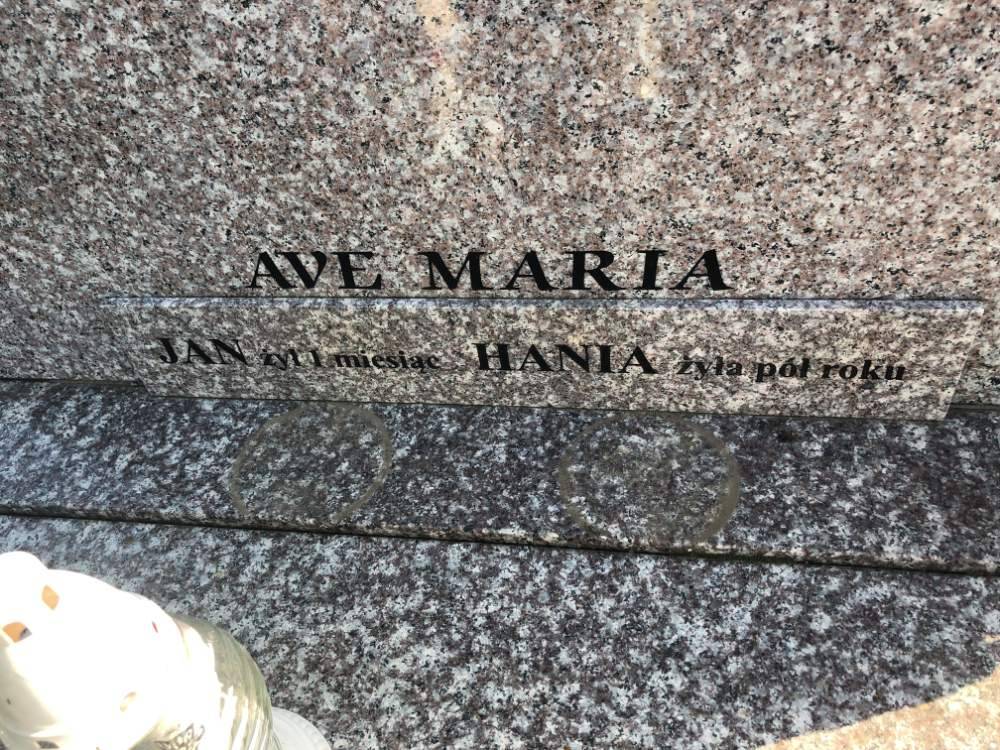 AVE MARIA
JAN żył 1 miesiąc HANIA żyła pół roku